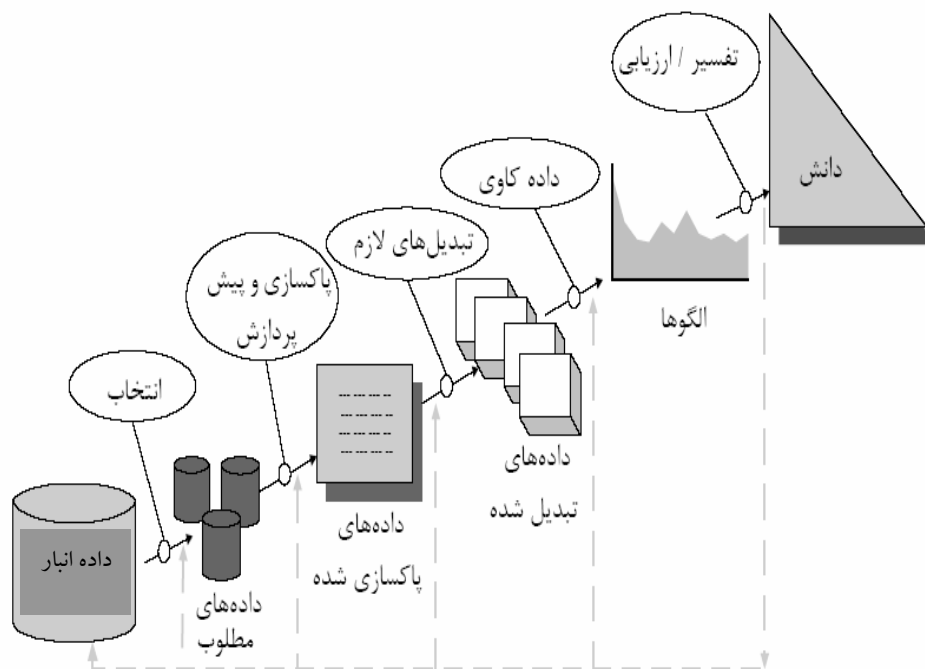 تفسیر / ارزیابی
دانش
داده کاوی
الگوها
تبدیل‌های لازم
داده‌های
تبدیل شده
پاکسازی و پیش
پردازش
داده‌های
پاکسازی شده
انتخاب
داده‌های
مطلوب
داده انبار